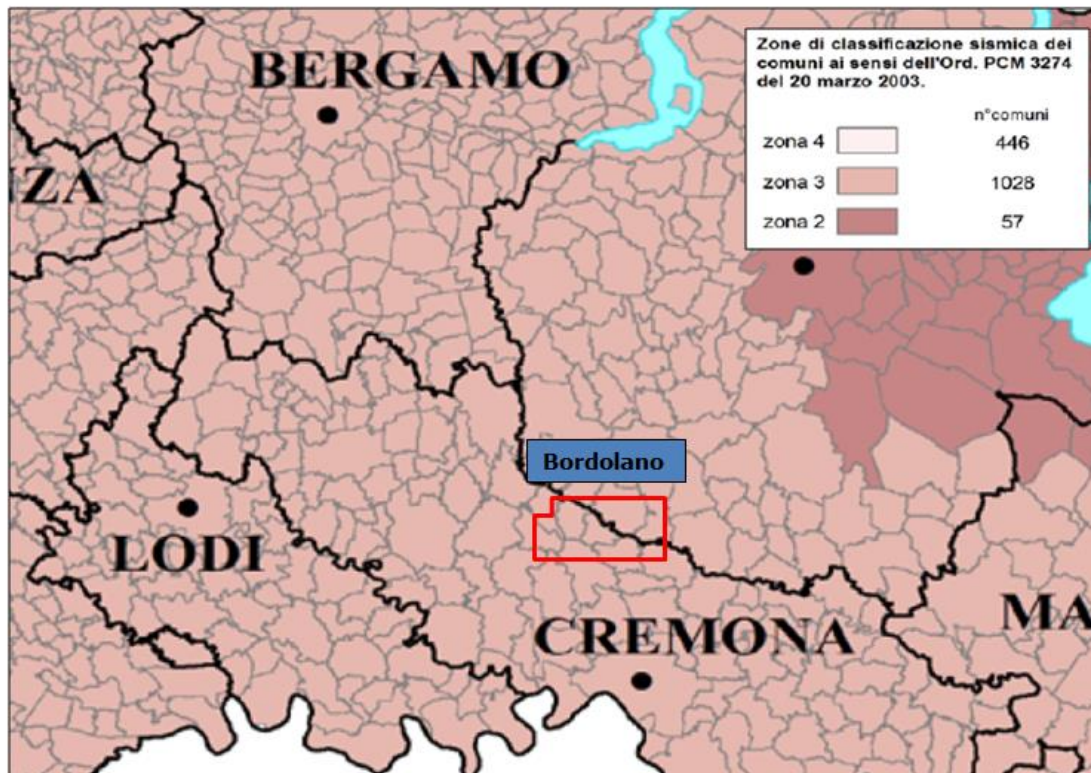 BERGAMO
Zone di classificazione sismica dei
comuni ai sensi dell'Ord. PCM 3274
del 20 marzo 2003.
n°comuni
zona 4 446
zona 3 1028
zona 2 57
NZA
Bordolano
LODI
CREMONA
MA